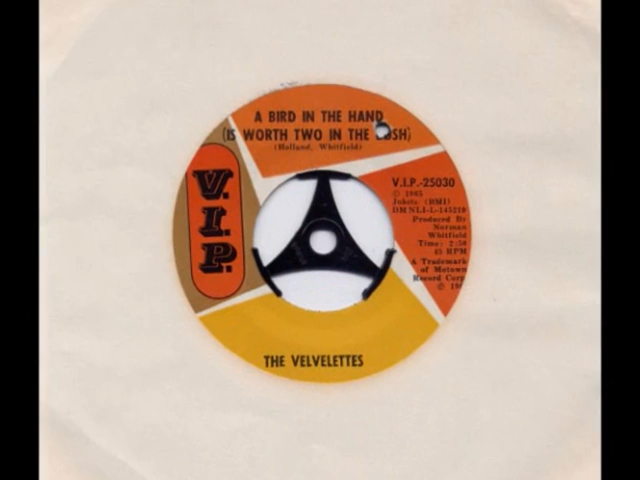 A BIRD IN THE HAND
(IS WORTH TWO IN THE BUSH)
(Holland, Whitfield)
V.I.P.
V.I.P.-25030
℗ 1965
Jobete (BMI)
Produced By
Norman
Whitfield
Time: 2:50
45 RPM
A Trademark
of Motown
Record Corp
THE VELVELETTES